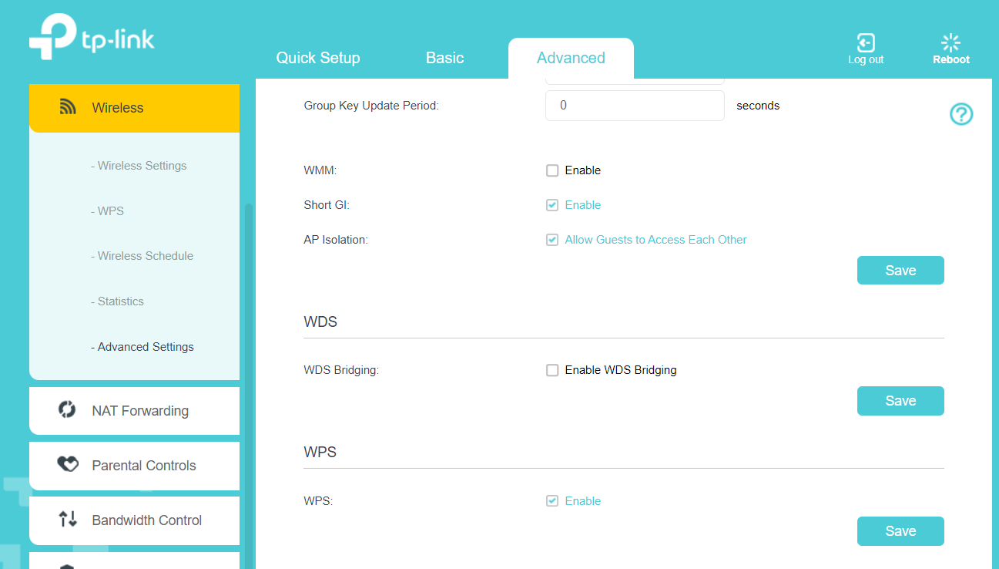 tp-link
Quick Setup
Basic
Advanced
Log out
Reboot
Wireless
- Wireless Settings
- WPS
- Wireless Schedule
- Statistics
- Advanced Settings
NAT Forwarding
Parental Controls
Bandwidth Control
Group Key Update Period: 0 seconds
WMM: Enable
Short GI: Enable
AP Isolation: Allow Guests to Access Each Other
Save
WDS
WDS Bridging: Enable WDS Bridging
Save
WPS
WPS: Enable
Save